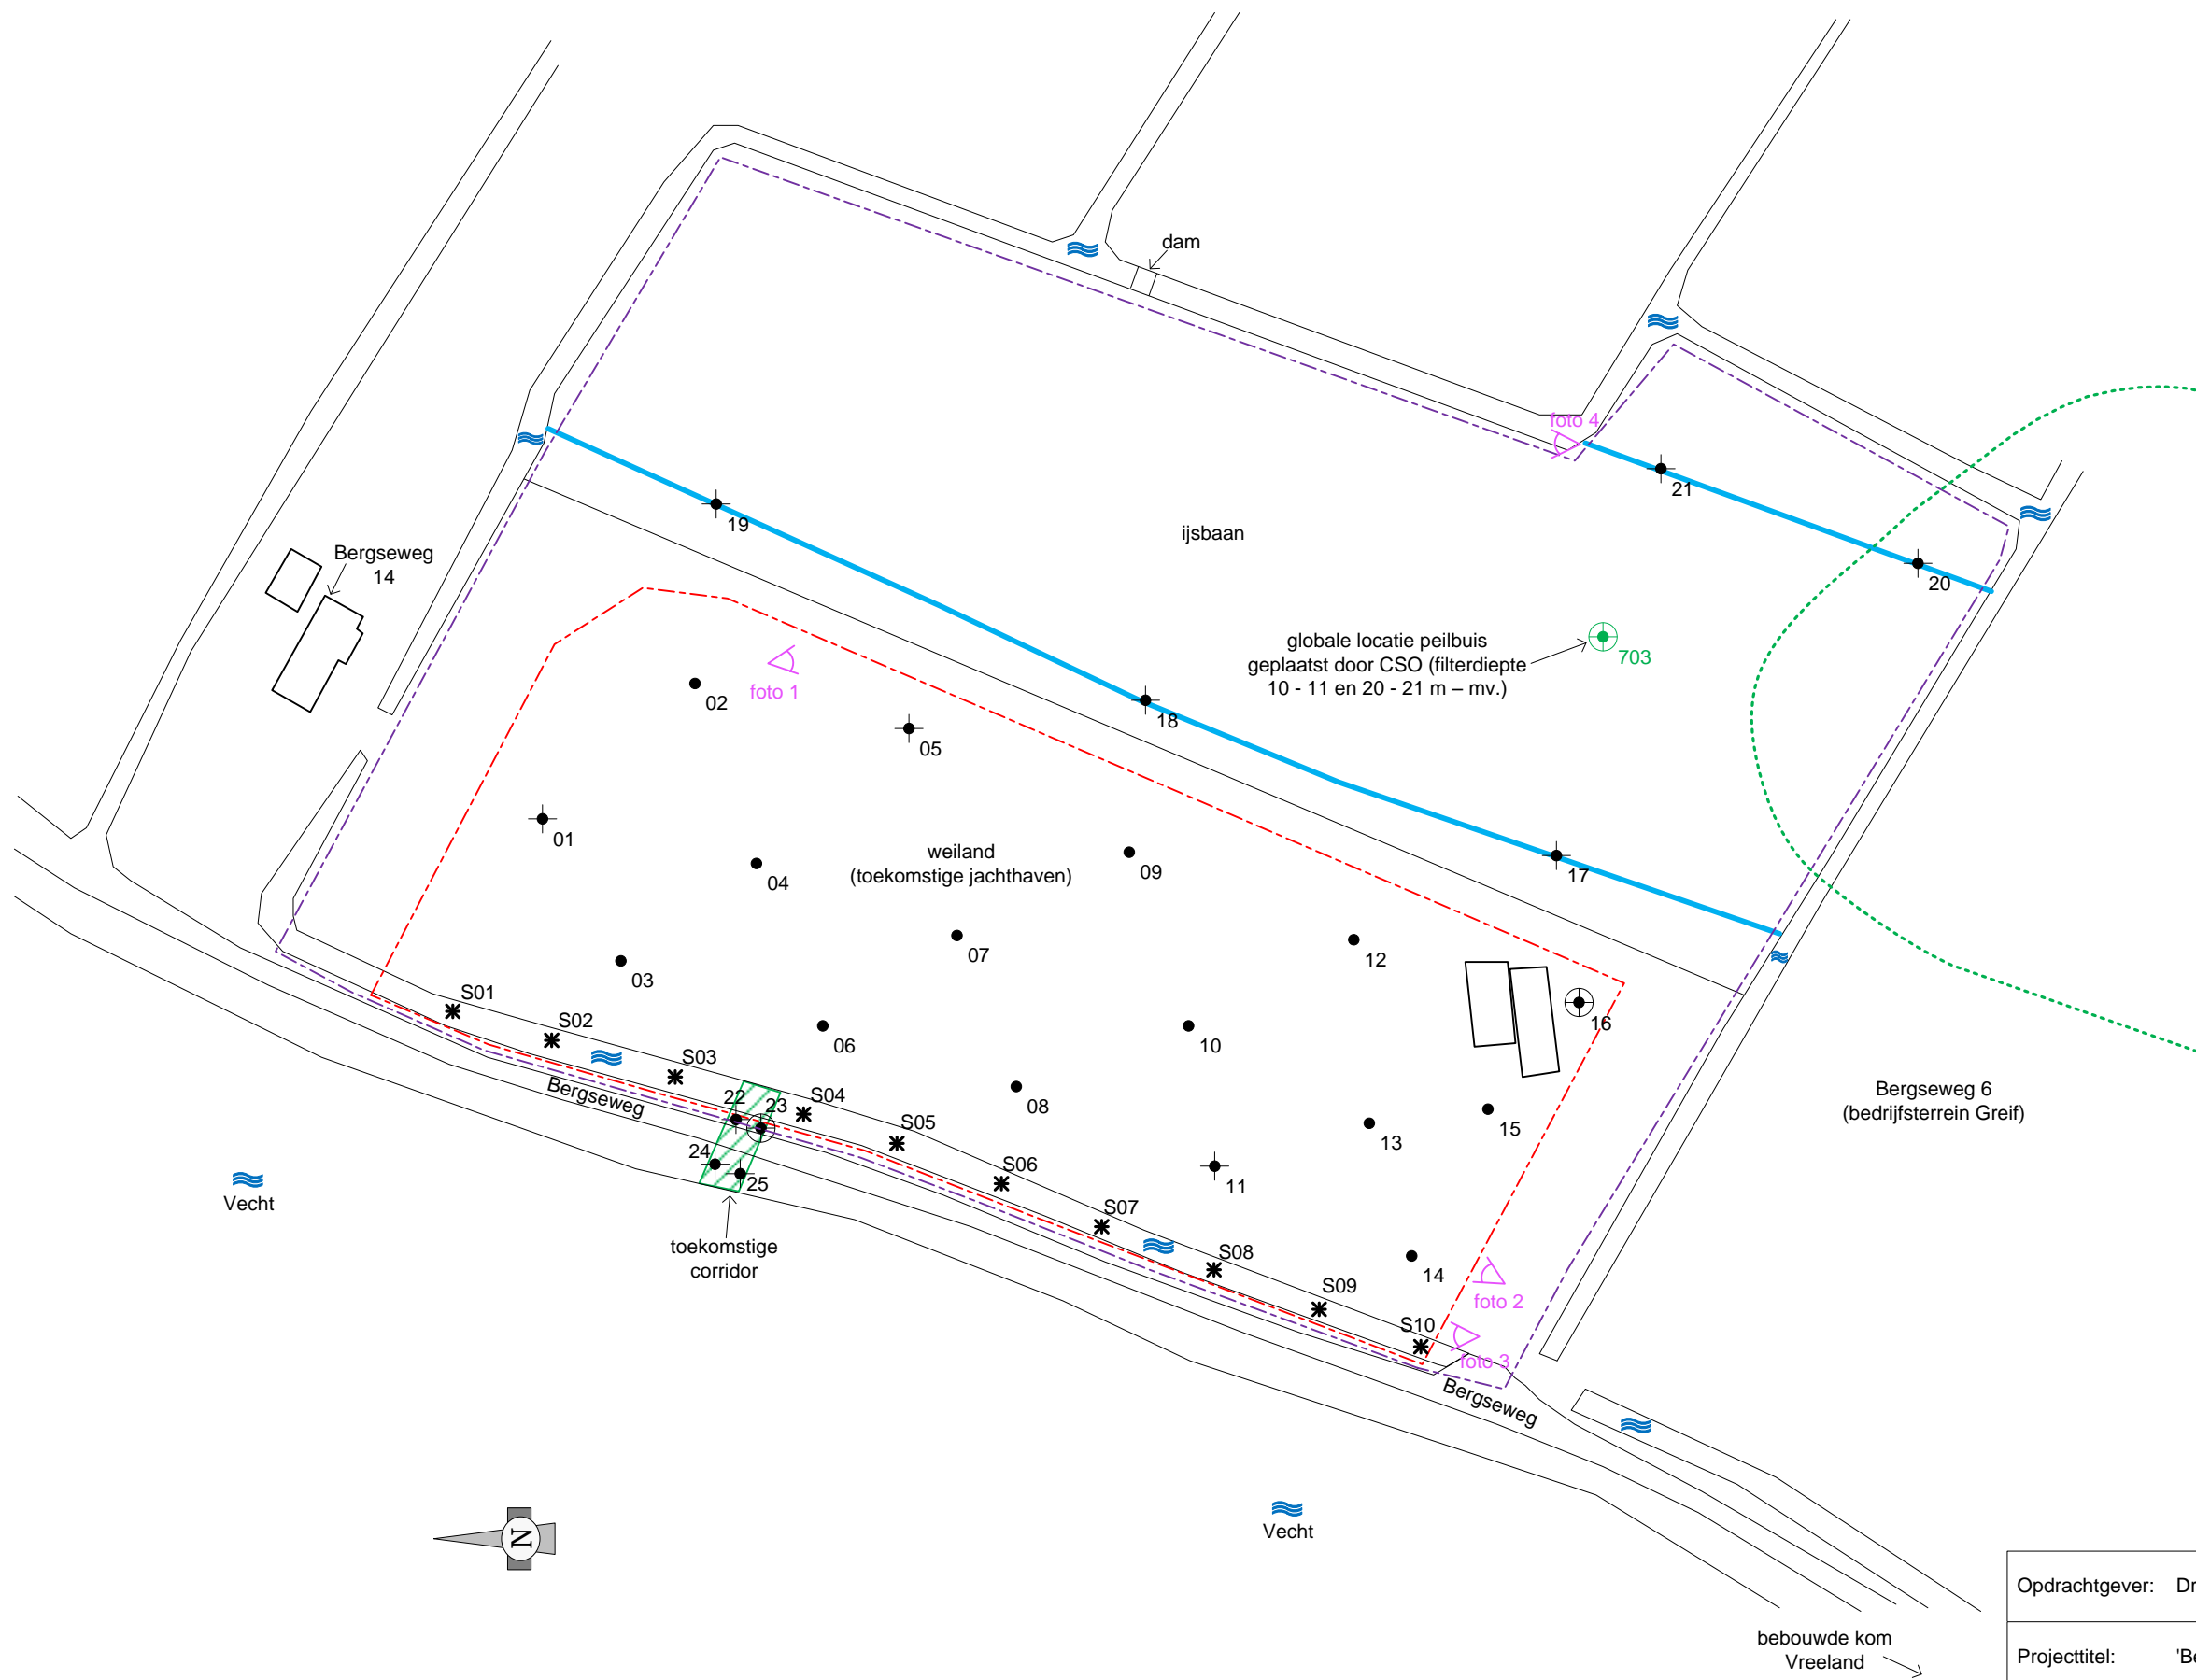 dam
foto 4
21
19
ijsbaan
20
Bergseweg
14
globale locatie peilbuis
geplaatst door CSO (filterdiepte
10 - 11 en 20 - 21 m – mv.)
703
foto 1
02
18
05
01
weiland
(toekomstige jachthaven)
04
09
17
03
07
12
S01
S02
16
06
10
S03
Bergseweg
22
23
S04
08
Bergseweg 6
(bedrijfsterrein Greif)
S05
13
15
24
25
S06
11
Vecht
S07
toekomstige
corridor
S08
14
S09
foto 2
S10
foto 3
Bergseweg
N
Vecht
Opdrachtgever:
bebouwde kom
Vreeland
Projecttitel: